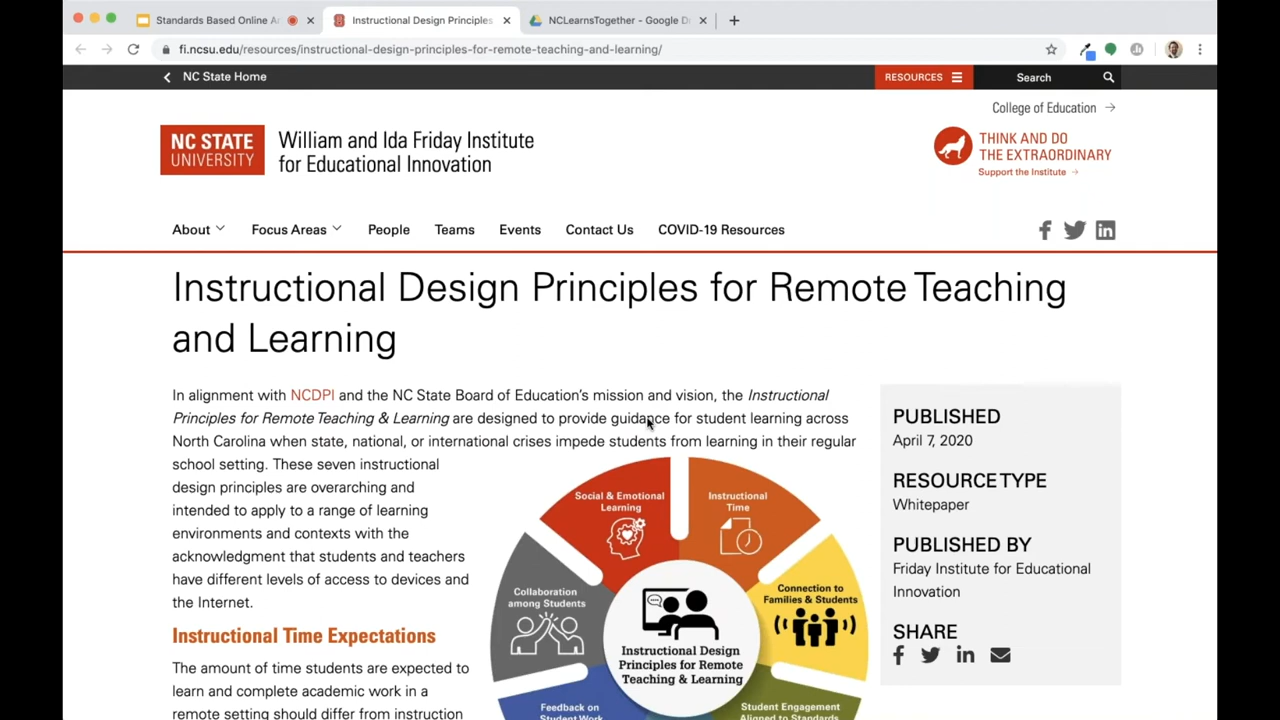 Standards Based Online A
Instructional Design Principles
NCLearnsTogether - Google D
fi.ncsu.edu/resources/instructional-design-principles-for-remote-teaching-and-learning/
NC State Home
RESOURCES
Search
College of Education
NC STATE
UNIVERSITY
William and Ida Friday Institute
for Educational Innovation
THINK AND DO
THE EXTRAORDINARY
Support the Institute
About
Focus Areas
People
Teams
Events
Contact Us
COVID-19 Resources
Instructional Design Principles for Remote Teaching
and Learning
In alignment with NCDPI and the NC State Board of Education's mission and vision, the Instructional
Principles for Remote Teaching & Learning are designed to provide guidance for student learning across
North Carolina when state, national, or international crises impede students from learning in their regular
school setting. These seven instructional
design principles are overarching and
intended to apply to a range of learning
environments and contexts with the
acknowledgment that students and teachers
have different levels of access to devices and
the Internet.
Instructional Time Expectations
The amount of time students are expected to
learn and complete academic work in a
remote setting should differ from instruction
Social & Emotional
Learning
Instructional
Time
Collaboration
among Students
Connection to
Families & Students
Instructional Design
Principles for Remote
Teaching & Learning
Feedback on
Student Work
Student Engagement
Aligned to Standards
PUBLISHED
April 7, 2020
RESOURCE TYPE
Whitepaper
PUBLISHED BY
Friday Institute for Educational
Innovation
SHARE